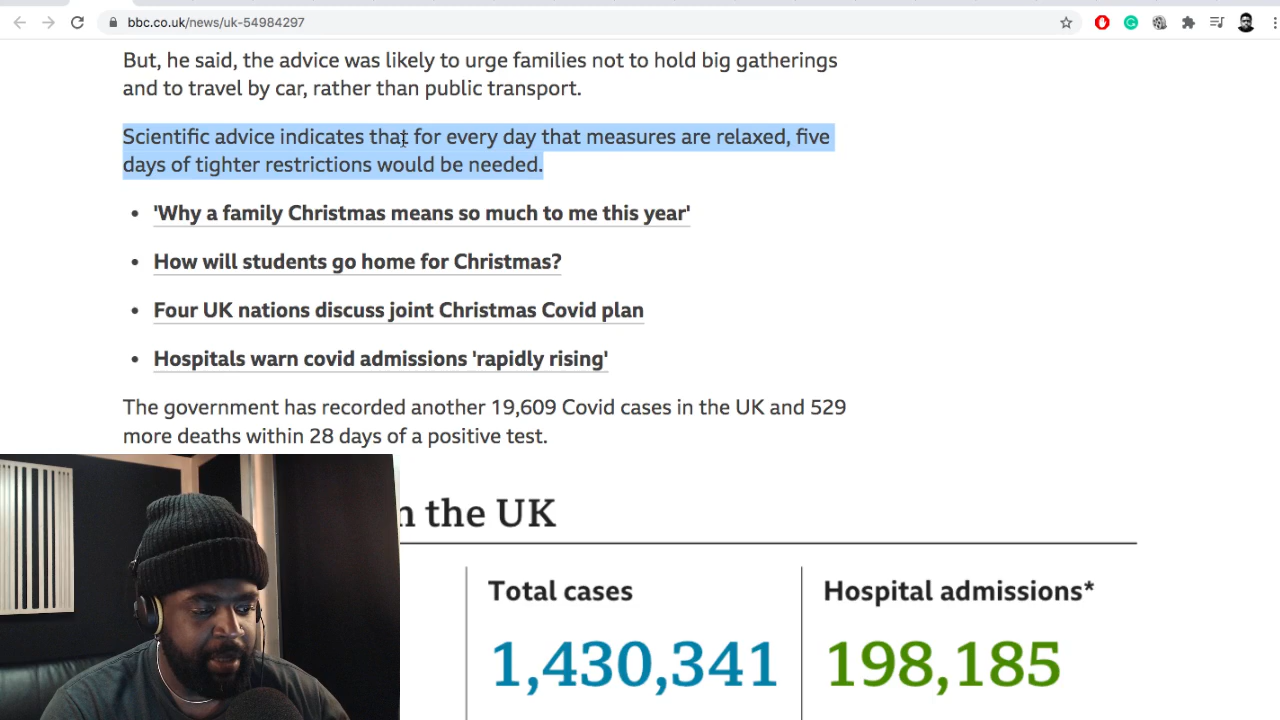 bbc.co.uk/news/uk-54984297
But, he said, the advice was likely to urge families not to hold big gatherings
and to travel by car, rather than public transport.
Scientific advice indicates that for every day that measures are relaxed, five
days of tighter restrictions would be needed.
• 'Why a family Christmas means so much to me this year'
• How will students go home for Christmas?
• Four UK nations discuss joint Christmas Covid plan
• Hospitals warn covid admissions 'rapidly rising'
The government has recorded another 19,609 Covid cases in the UK and 529
more deaths within 28 days of a positive test.
n the UK
Total cases
Hospital admissions*
1,430,341
198,185